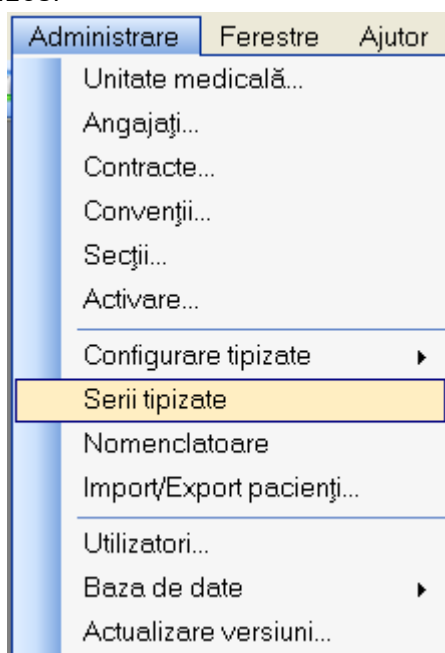 Administrare Ferestre Ajutor
Unitate medicală...
Angajaţi...
Contracte...
Convenţii...
Secţii...
Activare...
Configurare tipizate
Serii tipizate
Nomenclatoare
Import/Export pacienţi...
Utilizatori...
Baza de date
Actualizare versiuni...